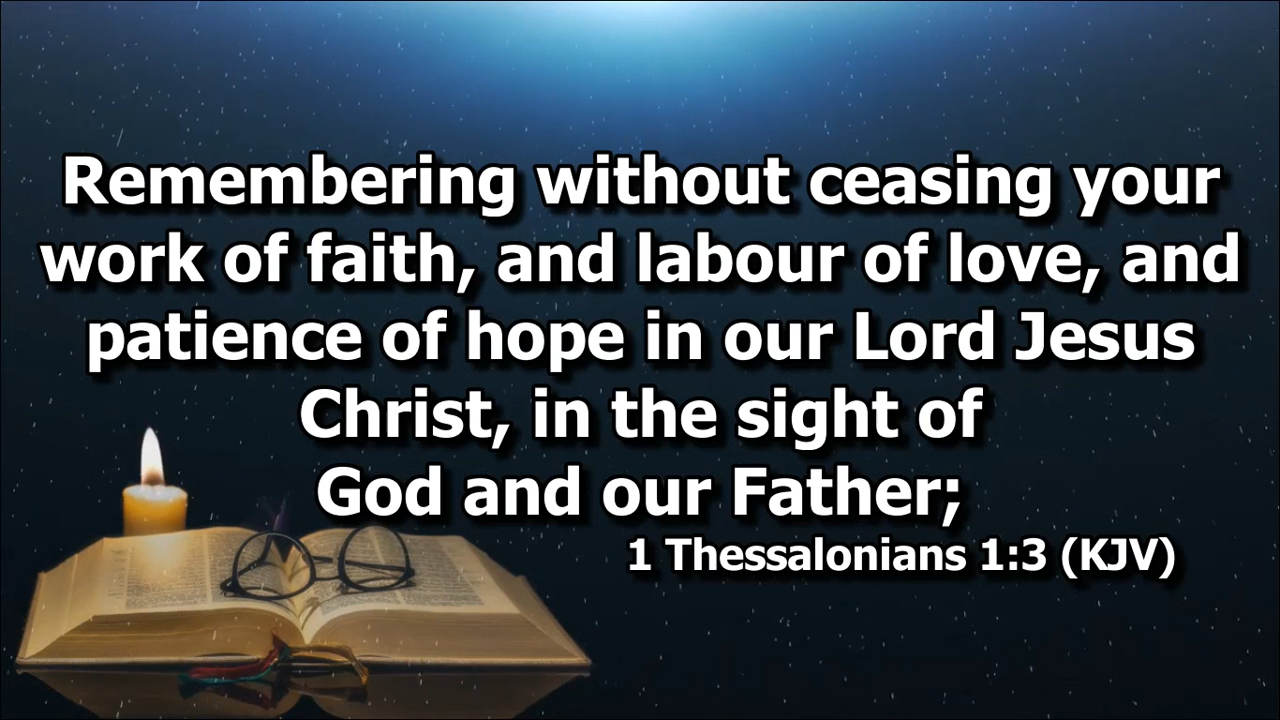 Remembering without ceasing your
work of faith, and labour of love, and
patience of hope in our Lord Jesus
Christ, in the sight of
God and our Father;
1 Thessalonians 1:3 (KJV)